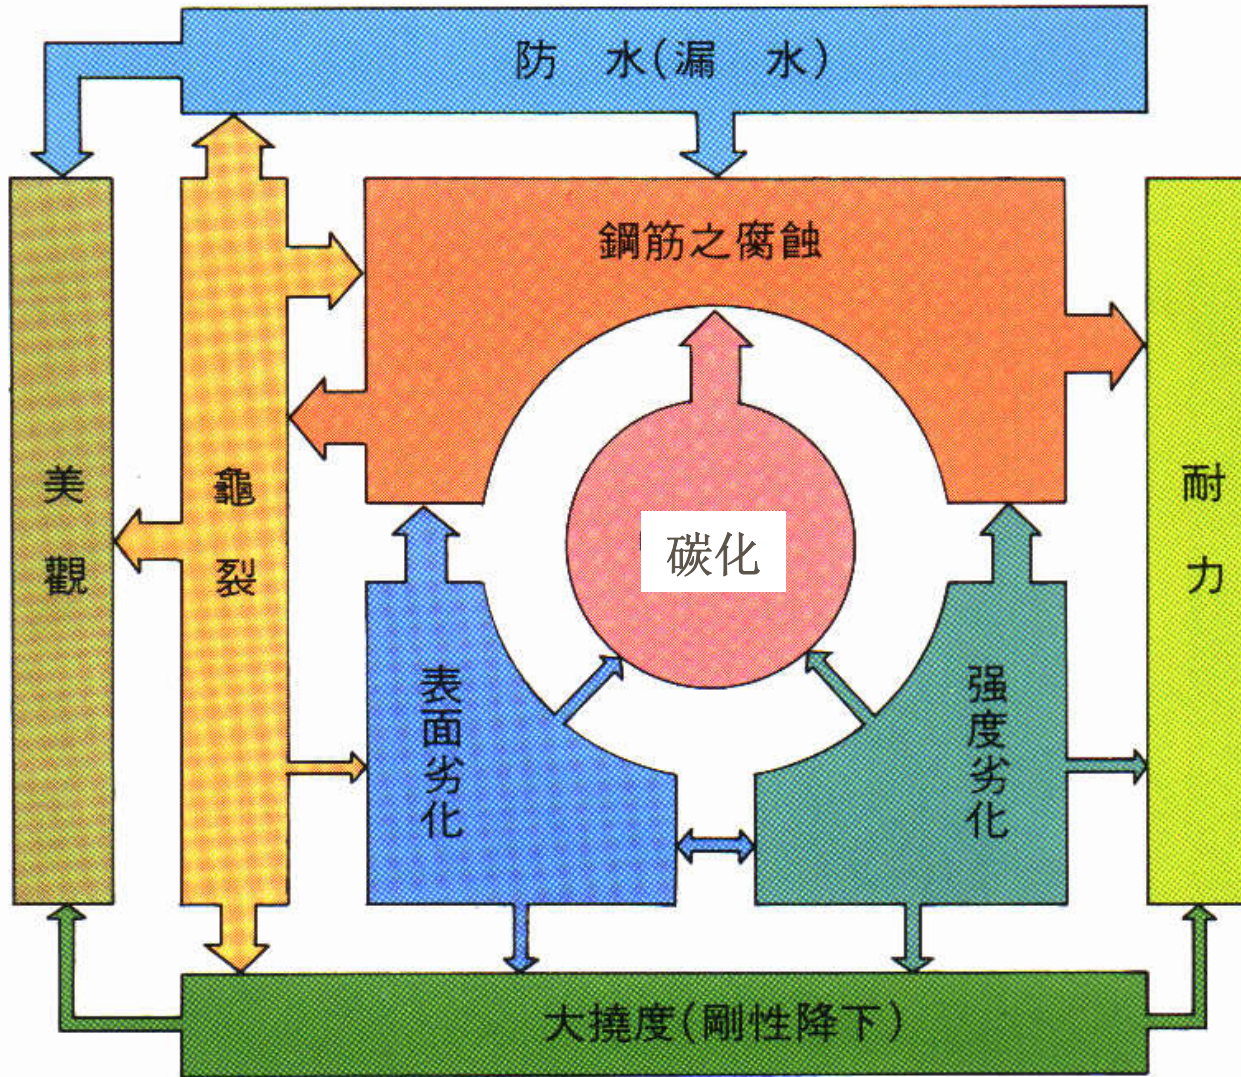 防 水(漏 水)
鋼筋之腐蝕
美觀
龜裂
碳化
耐力
表面劣化
强度劣化
大撓度(剛性降下)